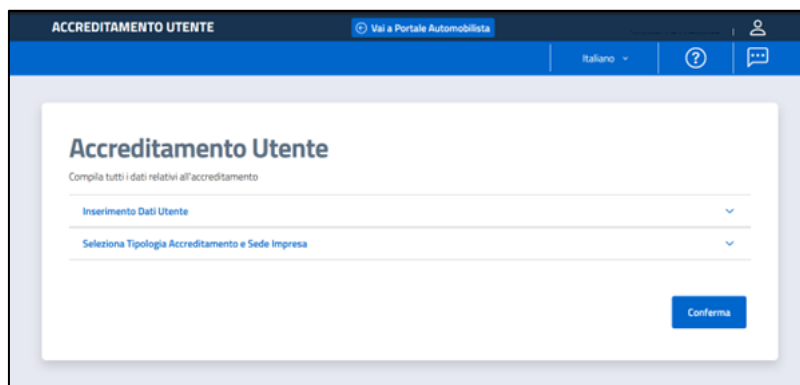 ACCREDITAMENTO UTENTE
Vai a Portale Automobilista
Italiano
Accreditamento Utente
Compila tutti i dati relativi all'accreditamento
Inserimento Dati Utente
Seleziona Tipologia Accreditamento e Sede Impresa
Conferma